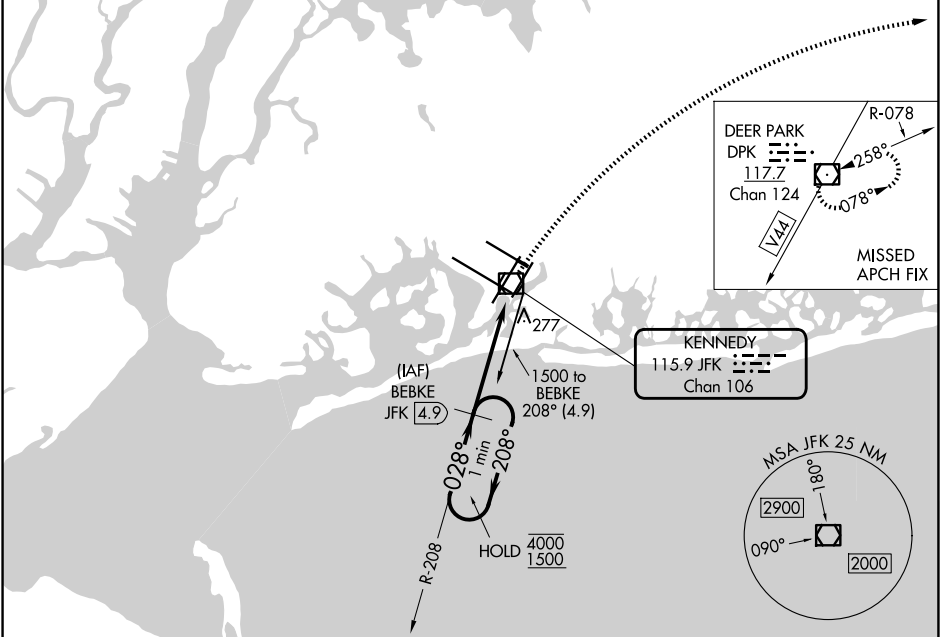 R-078
DEER PARK
DPK
117.7
Chan 124
258°
078°
V44
MISSED
APCH FIX
277
KENNEDY
115.9 JFK
Chan 106
(IAF)
BEBKE
JFK 4.9
1500 to
BEBKE
208° (4.9)
028°
1 min
208°
HOLD 4000
1500
R-208
MSA JFK 25 NM
180°
2900
090°
2000